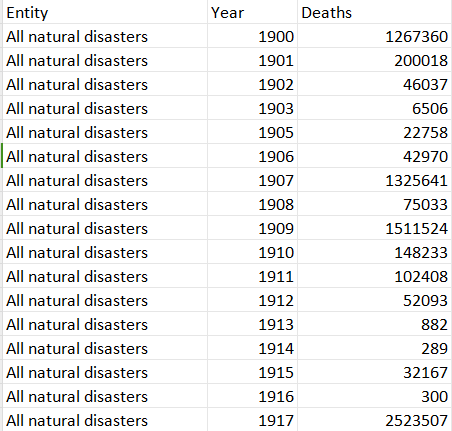 Entity Year Deaths
All natural disasters 1900 1267360
All natural disasters 1901 200018
All natural disasters 1902 46037
All natural disasters 1903 6506
All natural disasters 1905 22758
All natural disasters 1906 42970
All natural disasters 1907 1325641
All natural disasters 1908 75033
All natural disasters 1909 1511524
All natural disasters 1910 148233
All natural disasters 1911 102408
All natural disasters 1912 52093
All natural disasters 1913 882
All natural disasters 1914 289
All natural disasters 1915 32167
All natural disasters 1916 300
All natural disasters 1917 2523507